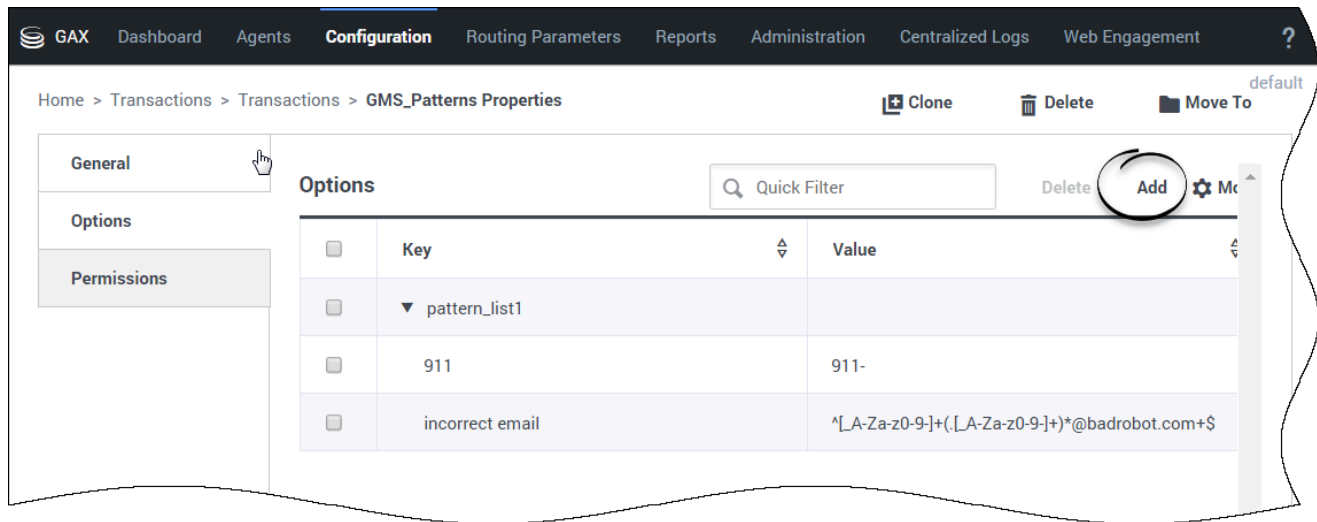 GAX Dashboard Agents Configuration Routing Parameters Reports Administration Centralized Logs Web Engagement ?
default
Home > Transactions > Transactions > GMS_Patterns Properties Clone Delete Move To
General
Options
Permissions
Options Quick Filter Delete Add Mo
Key Value
pattern_list1
911 911-
incorrect email ^[_A-Za-z0-9-]+(.[_A-Za-z0-9-]+)*@badrobot.com+$